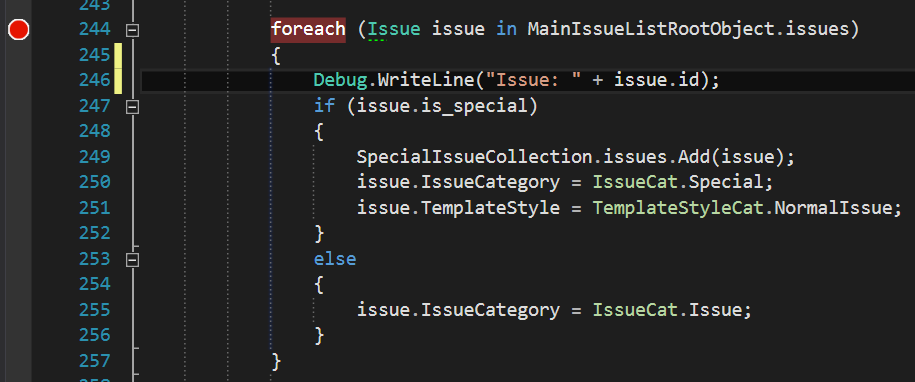 243
244 foreach (Issue issue in MainIssueListRootObject.issues)
245 {
246 Debug.WriteLine("Issue: " + issue.id);
247 if (issue.is_special)
248 {
249 SpecialIssueCollection.issues.Add(issue);
250 issue.IssueCategory = IssueCat.Special;
251 issue.TemplateStyle = TemplateStyleCat.NormalIssue;
252 }
253 else
254 {
255 issue.IssueCategory = IssueCat.Issue;
256 }
257 }
258